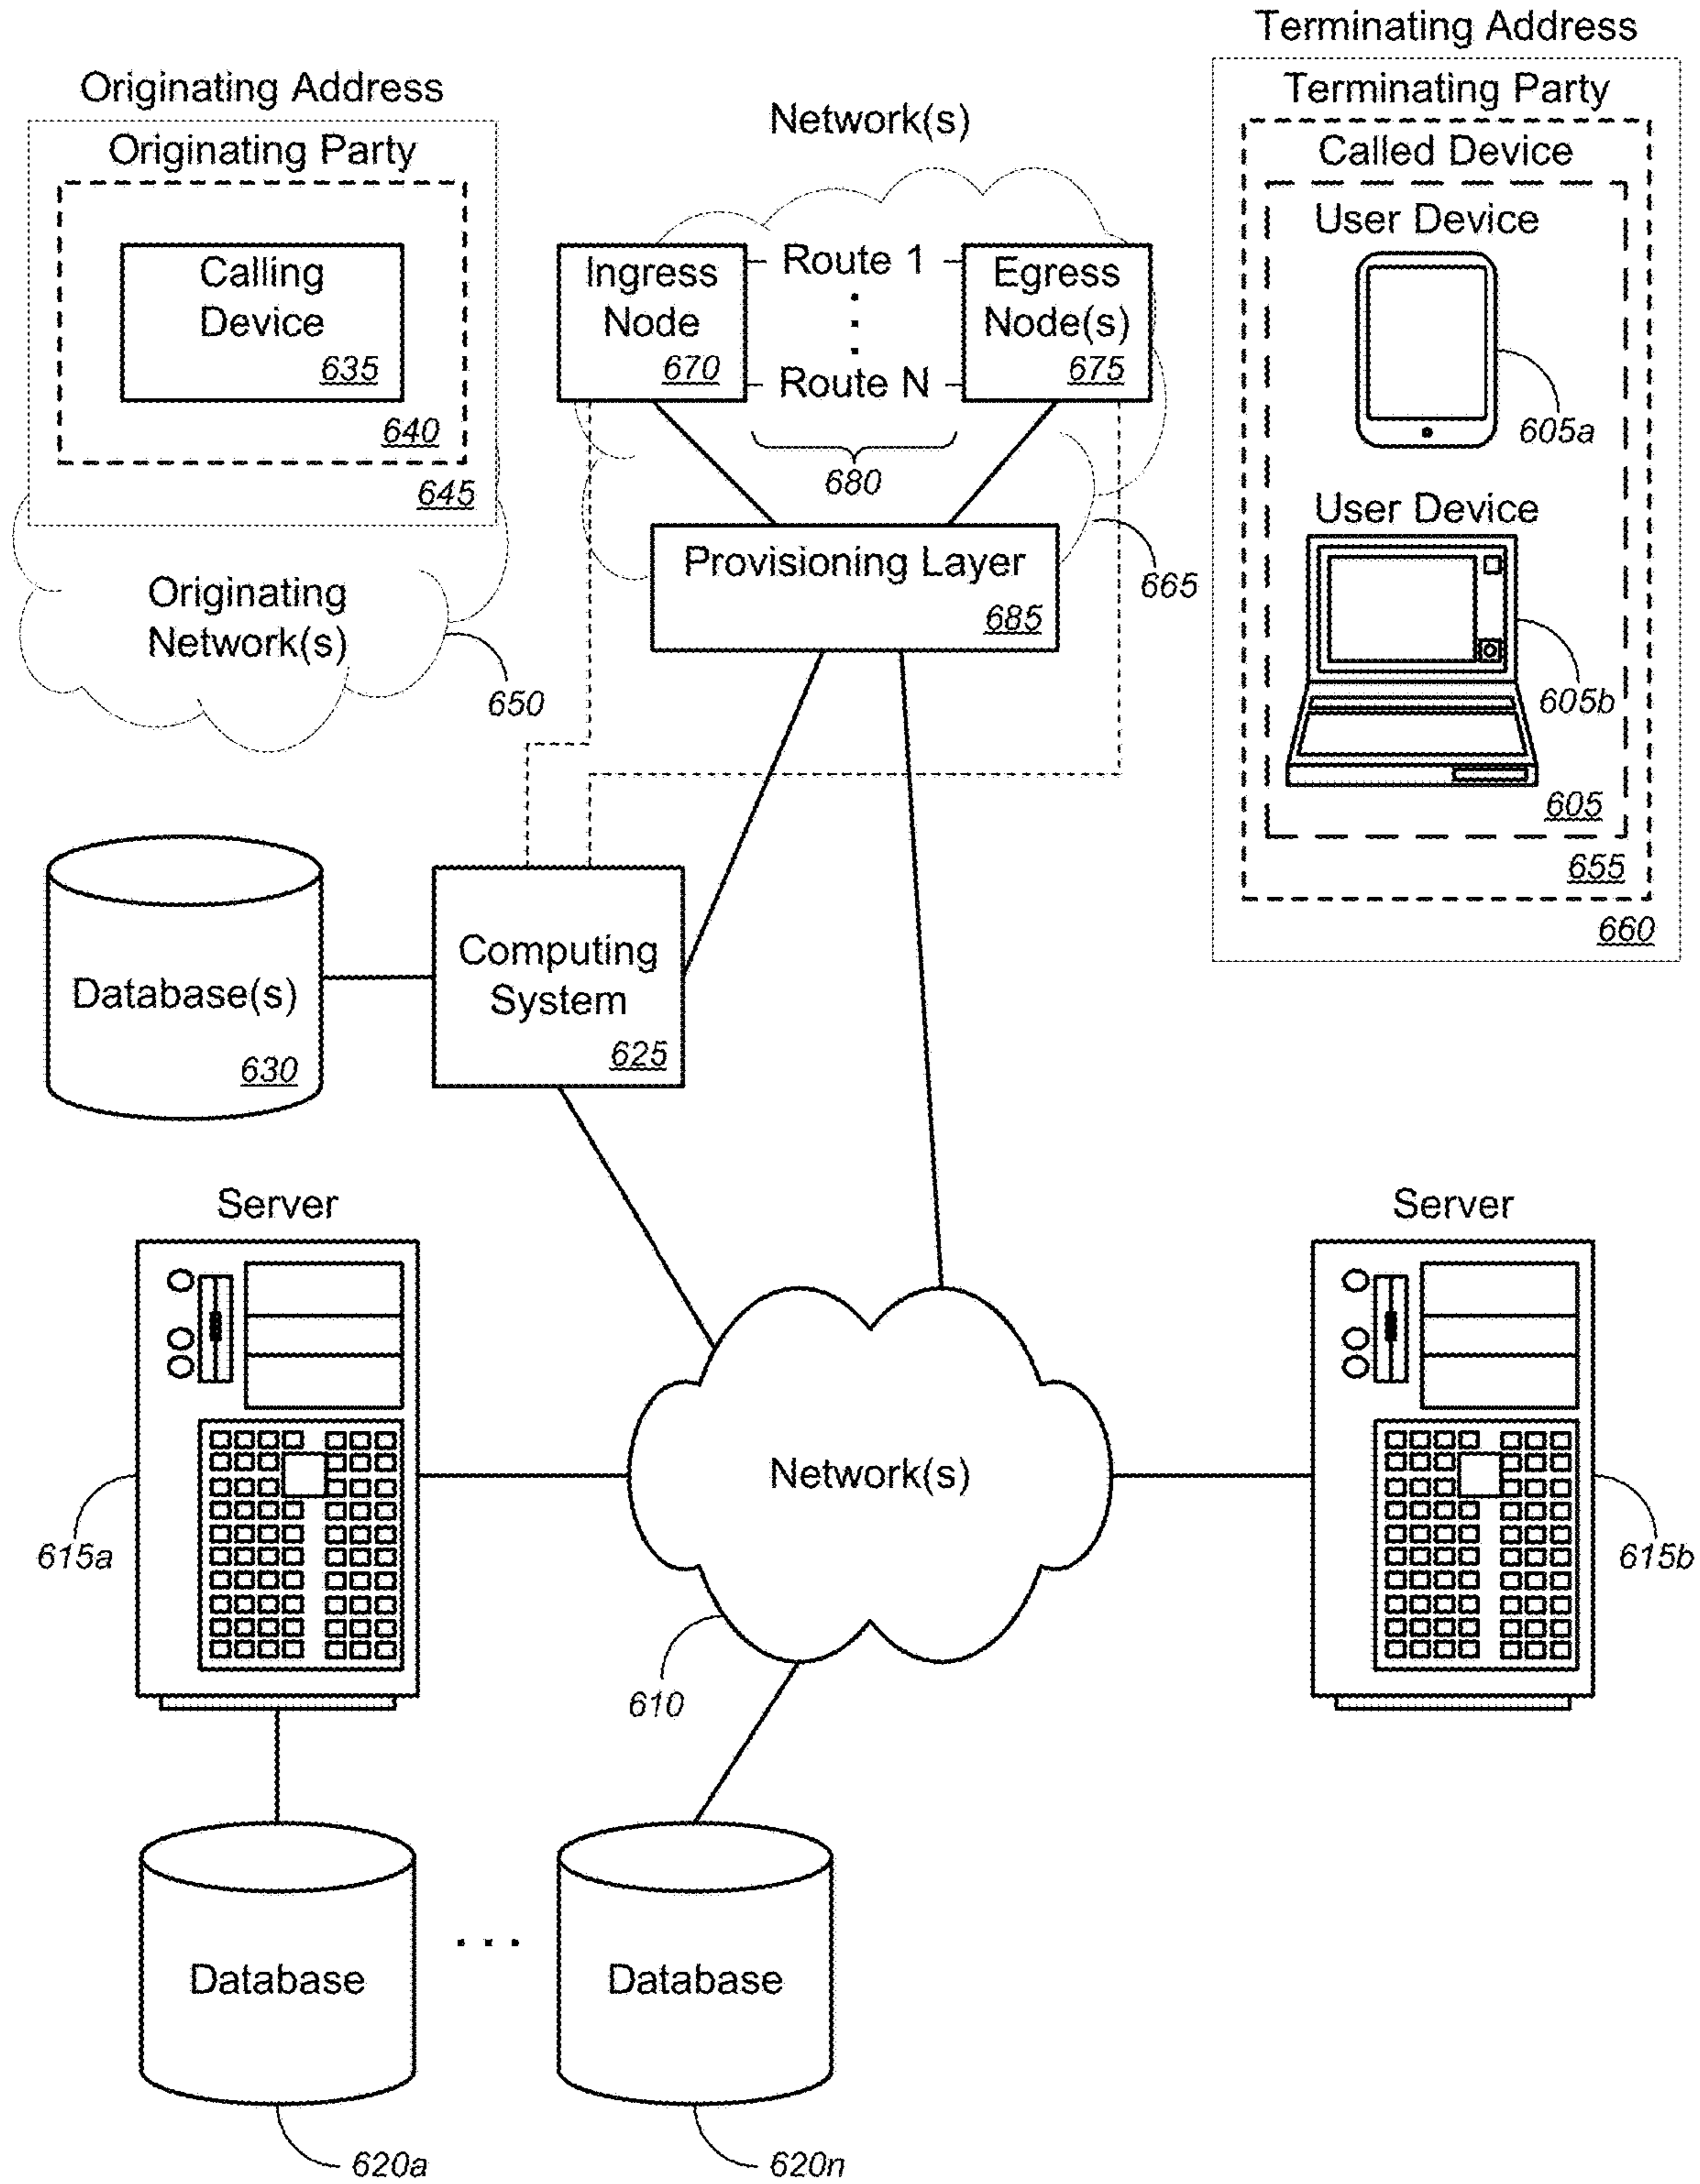 Terminating Address
Originating Address
Terminating Party
Network(s)
Originating Party
Called Device
User Device
Calling
Device
635
640
645
Ingress
Node
670
Route 1
Route N
680
Egress
Node(s)
675
605a
User Device
Provisioning Layer
685
665
Originating
Network(s)
650
605b
605
655
660
Database(s)
630
Computing
System
625
Server
Server
Network(s)
615a
615b
610
Database
...
Database
620a
620n